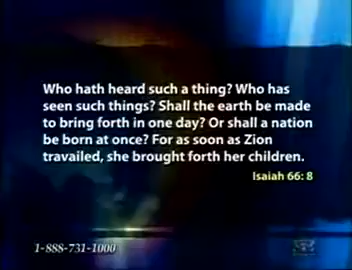 Who hath heard such a thing? Who has
seen such things? Shall the earth be made
to bring forth in one day? Or shall a nation
be born at once? For as soon as Zion
travailed, she brought forth her children.
Isaiah 66: 8
1-888-731-1000